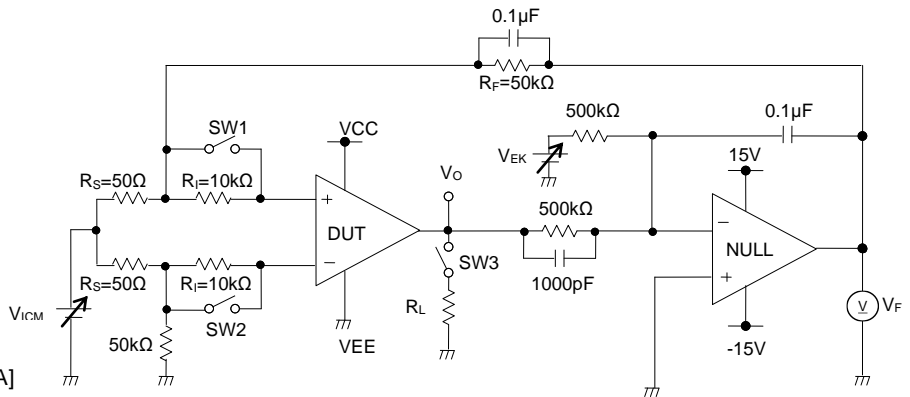 0.1μF
RF=50kΩ
SW1
VCC
500kΩ
0.1μF
VEK
15V
RS=50Ω
RI=10kΩ
VO
500kΩ
DUT
NULL
RS=50Ω
RI=10kΩ
SW3
1000pF
VICM
SW2
RL
V
VF
50kΩ
VEE
-15V
A]